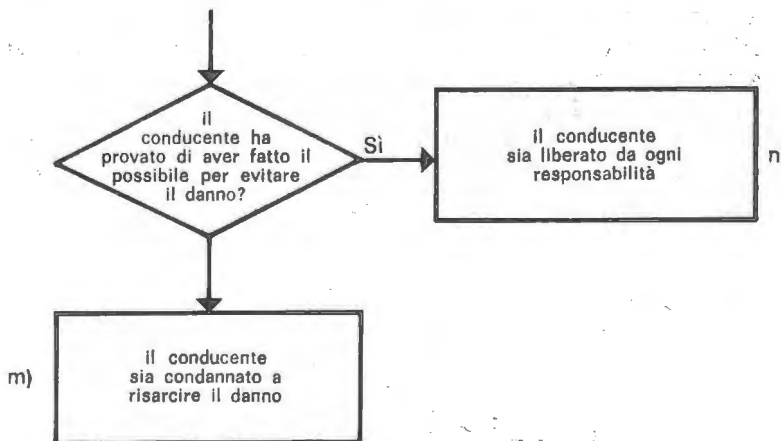 il
conducente ha
provato di aver fatto il
possibile per evitare
il danno?
Sì
il conducente
sia liberato da ogni
responsabilità
n
m)
il conducente
sia condannato a
risarcire il danno